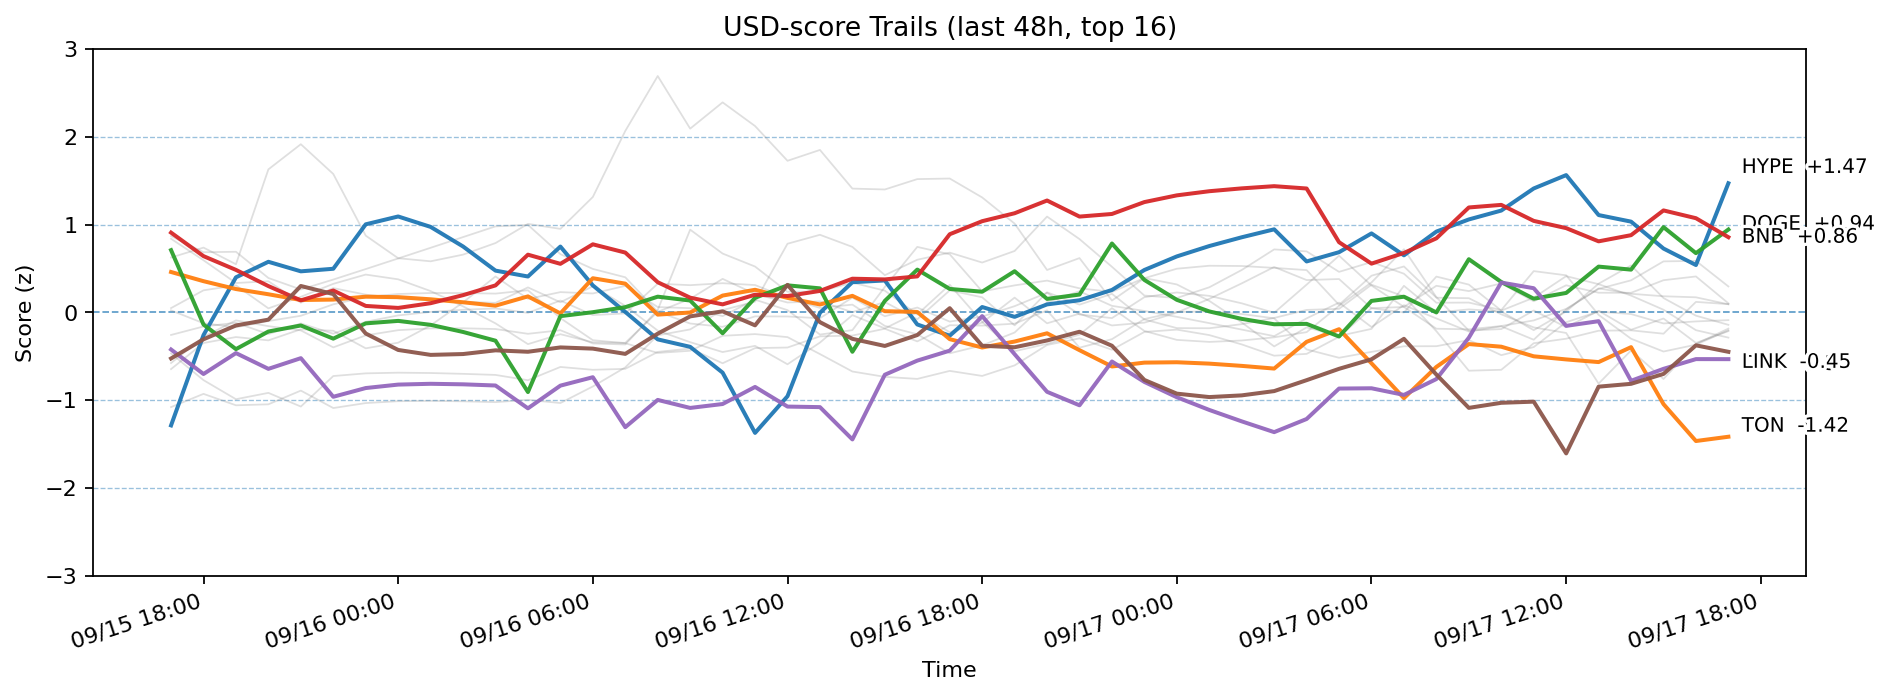 USD-score Trails (last 48h, top 16)
Score (z)
3
2
1
0
−1
−2
−3
HYPE +1.47
DOGE +0.94
BNB +0.86
LINK -0.45
TON -1.42
09/15 18:00
09/16 00:00
09/16 06:00
09/16 12:00
09/16 18:00
09/17 00:00
09/17 06:00
09/17 12:00
09/17 18:00
Time